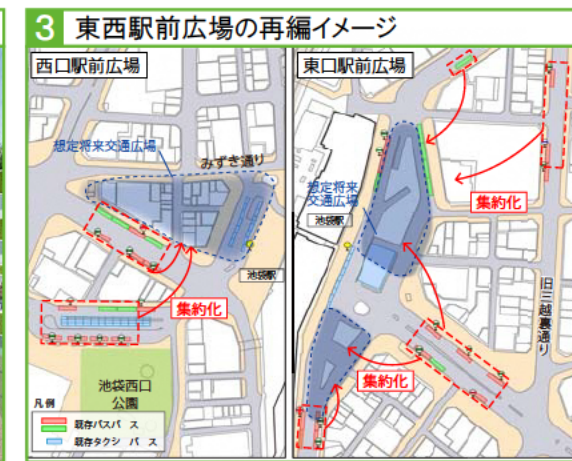 3 東西駅前広場の再編イメージ
西口駅前広場
想定将来交通広場
みずき通り
池袋駅
集約化
池袋西口
公園
凡例
既存バスバ ス
既存タクシ バ ス
東口駅前広場
想定将来
交通広場
池袋駅
集約化
旧三越裏通り
集約化